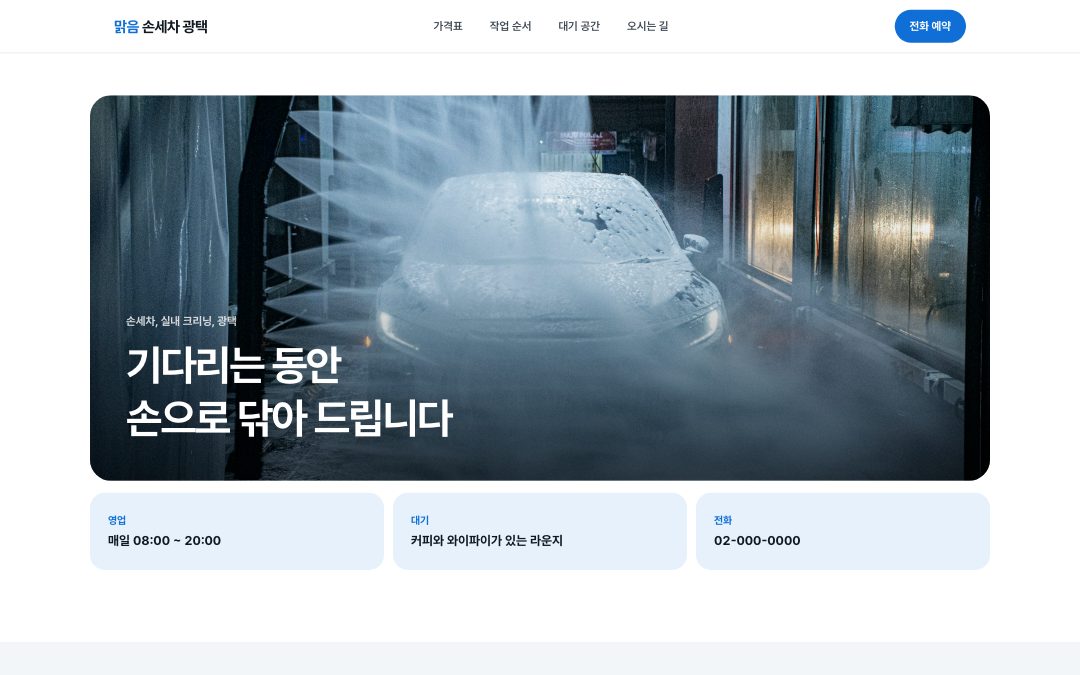 맑음 손세차 광택
가격표
작업 순서
대기 공간
오시는 길
전화 예약
손세차, 실내 크리닝, 광택
기다리는 동안
손으로 닦아 드립니다
영업
매일 08:00 ~ 20:00
대기
커피와 와이파이가 있는 라운지
전화
02-000-0000